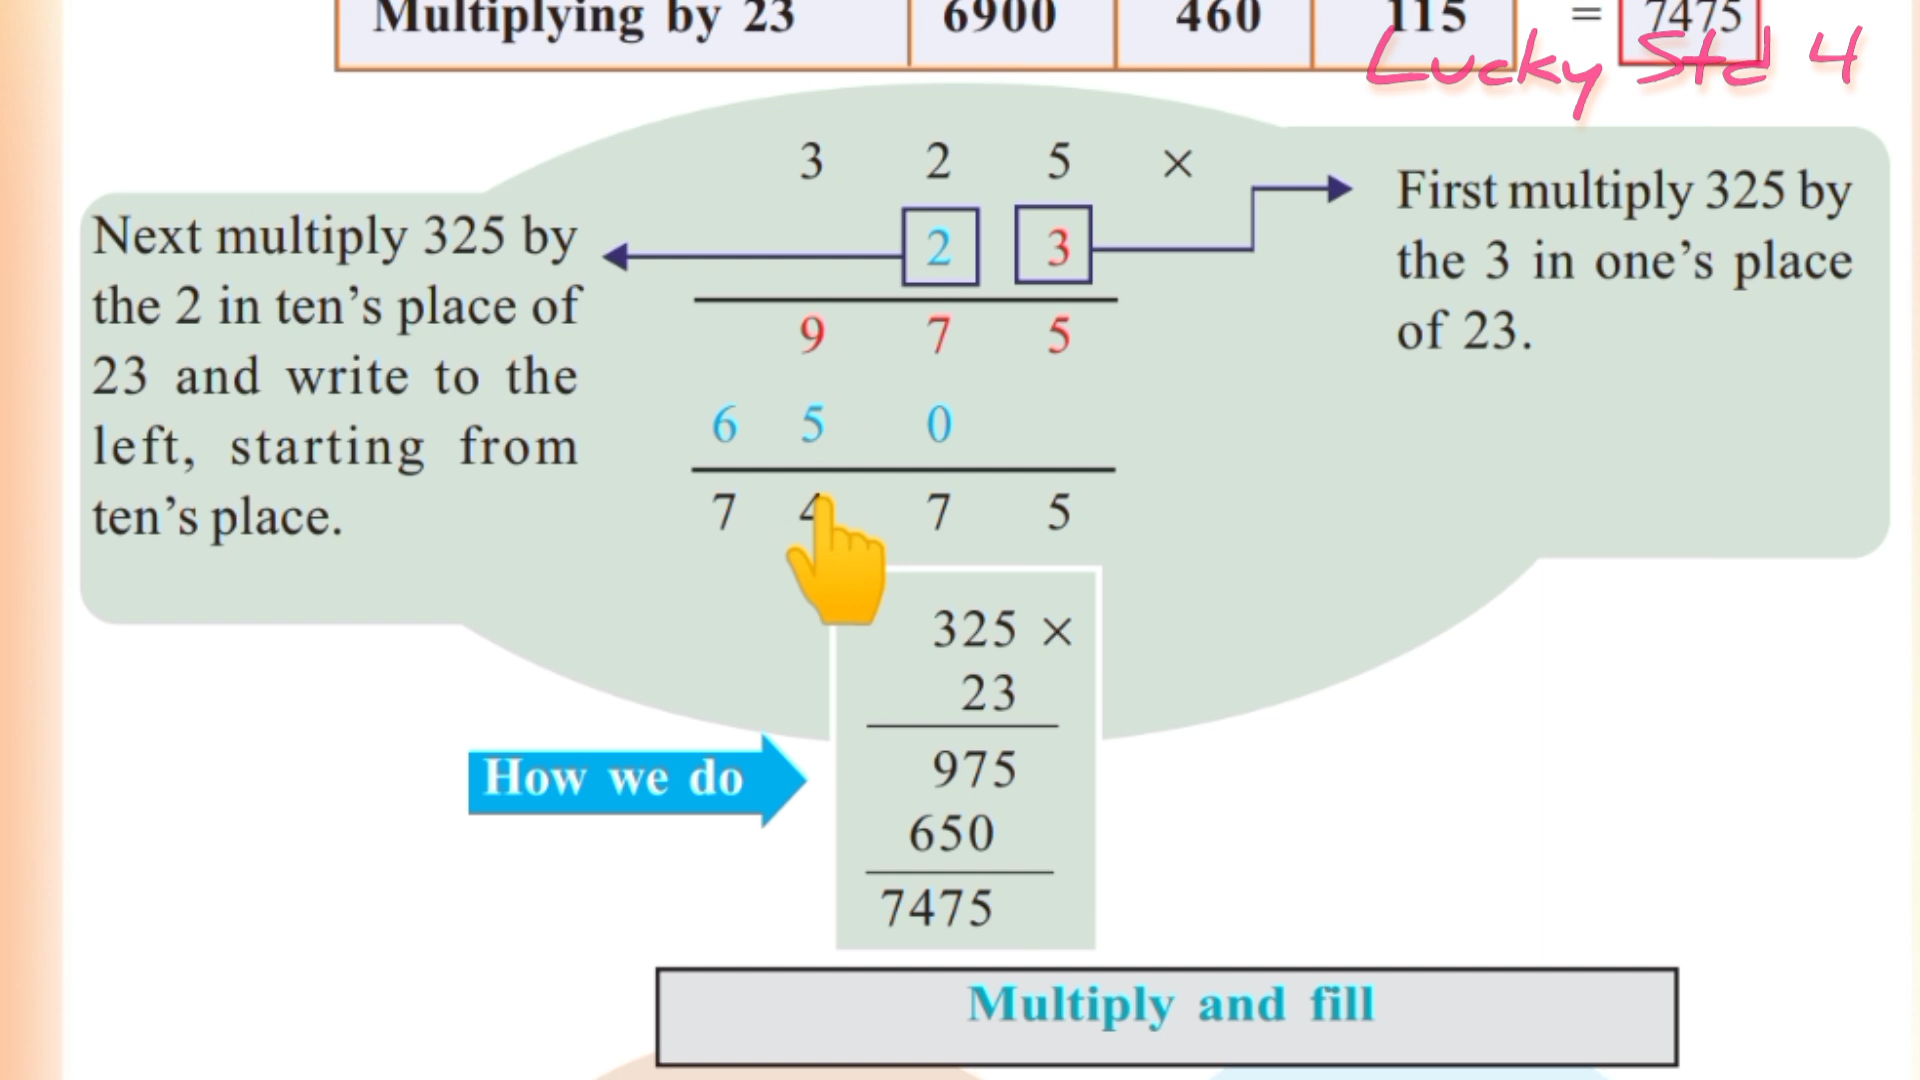 Multiplying by 23 6900 460 115 = 7475
Lucky Std 4
3 2 5 ×
2 3
9 7 5
6 5 0
7 4 7 5
Next multiply 325 by
the 2 in ten’s place of
23 and write to the
left, starting from
ten’s place.
First multiply 325 by
the 3 in one’s place
of 23.
How we do
325 ×
23
975
650
7475
Multiply and fill